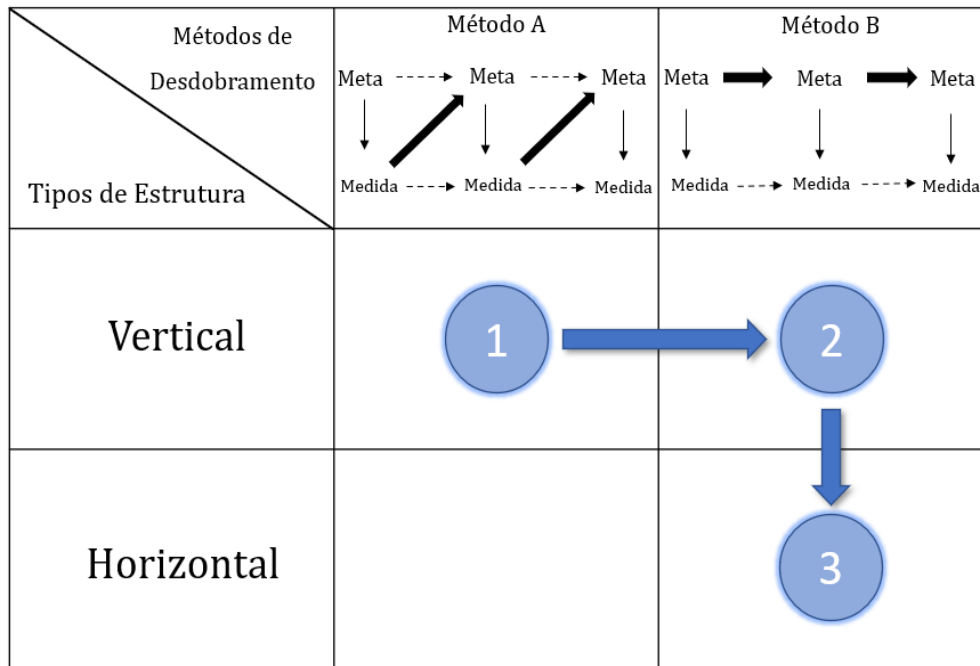 Métodos de
Desdobramento
Tipos de Estrutura
Método A
Meta Meta Meta
Medida Medida Medida
Método B
Meta Meta Meta
Medida Medida Medida
Vertical
1
2
Horizontal
3